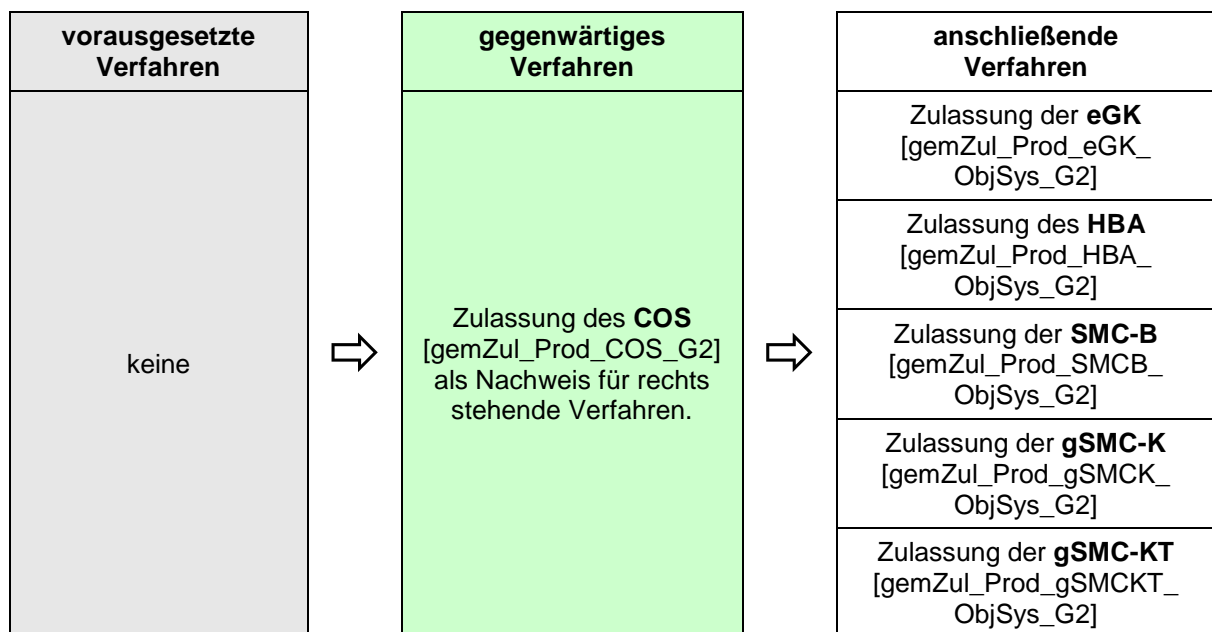 vorausgesetzte
Verfahren
keine
gegenwärtiges
Verfahren
Zulassung des COS
[gemZul_Prod_COS_G2]
als Nachweis für rechts
stehende Verfahren.
anschließende
Verfahren
Zulassung der eGK
[gemZul_Prod_eGK_
ObjSys_G2]
Zulassung des HBA
[gemZul_Prod_HBA_
ObjSys_G2]
Zulassung der SMC-B
[gemZul_Prod_SMCB_
ObjSys_G2]
Zulassung der gSMC-K
[gemZul_Prod_gSMCK_
ObjSys_G2]
Zulassung der gSMC-KT
[gemZul_Prod_gSMCKT_
ObjSys_G2]